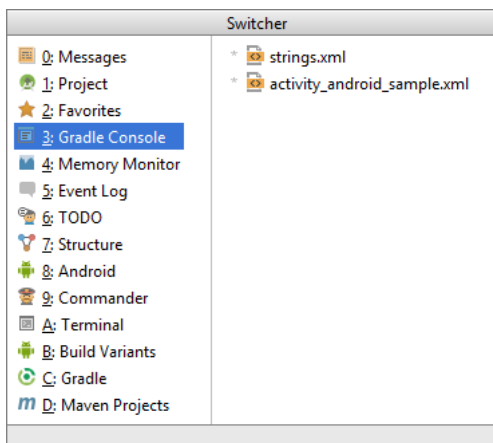 Switcher
0: Messages
1: Project
2: Favorites
3: Gradle Console
4: Memory Monitor
5: Event Log
6: TODO
7: Structure
8: Android
9: Commander
A: Terminal
B: Build Variants
C: Gradle
D: Maven Projects
* strings.xml
* activity_android_sample.xml